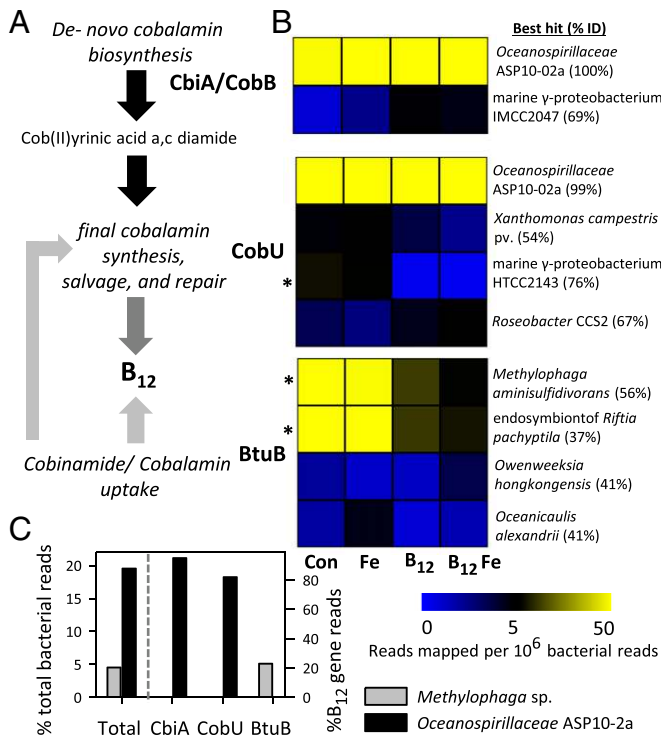 A
De- novo cobalamin
biosynthesis
CbiA/CobB
Cob(II)yrinic acid a,c diamide
final cobalamin
synthesis,
salvage, and repair
B12
Cobinamide/ Cobalamin
uptake
B
Best hit (% ID)
Oceanospirillaceae
ASP10-02a (100%)
marine γ-proteobacterium
IMCC2047 (69%)
CobU
Oceanospirillaceae
ASP10-02a (99%)
Xanthomonas campestris
pv. (54%)
*
marine γ-proteobacterium
HTCC2143 (76%)
Roseobacter CCS2 (67%)
BtuB
*
Methylophaga
aminisulfidivorans (56%)
*
endosymbiontof Riftia
pachyptila (37%)
Owenweeksia
hongkongensis (41%)
Oceanicaulis
alexandrii (41%)
Con Fe B12 B12 Fe
0 5 50
Reads mapped per 10^6 bacterial reads
C
% total bacterial reads
20
15
10
5
0
80
60
40
20
0
%B12 gene reads
Total CbiA CobU BtuB
Methylophaga sp.
Oceanospirillaceae ASP10-2a